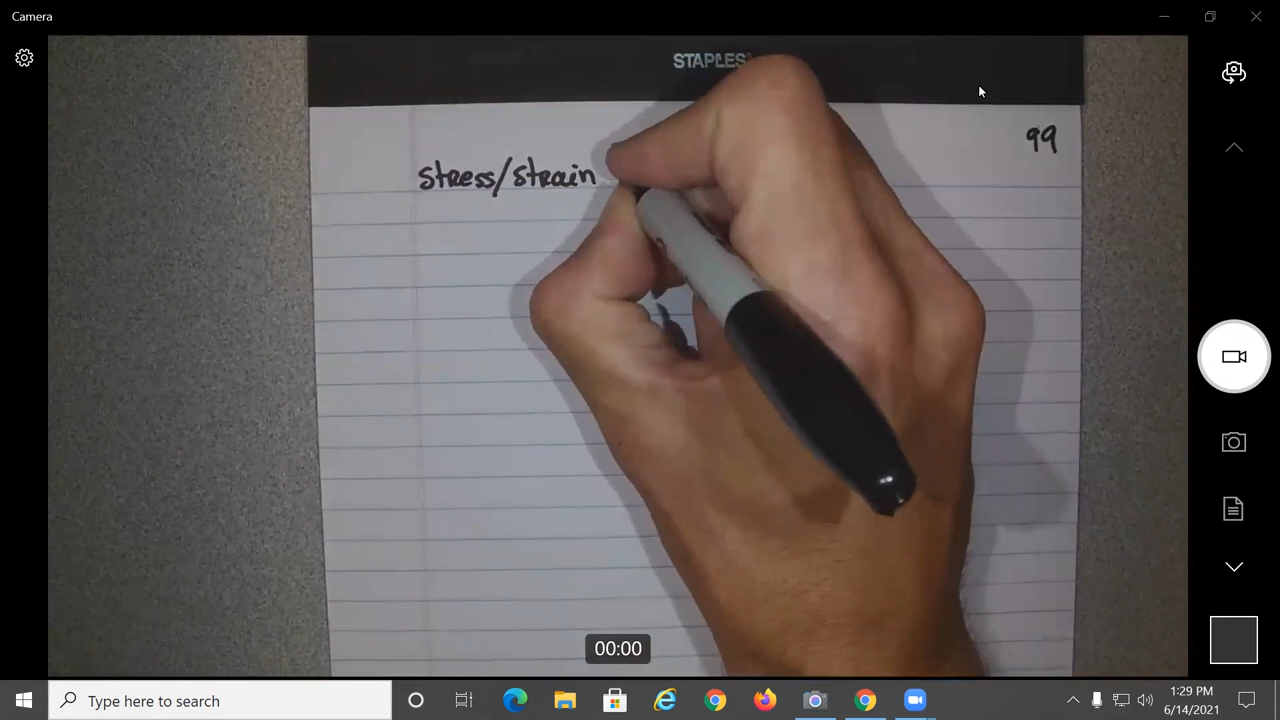 Camera
STAPLES
99
stress/strain
00:00
Type here to search
1:29 PM
6/14/2021